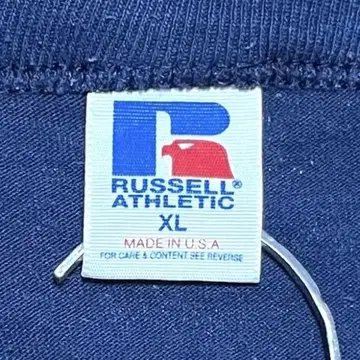 R
RUSSELL®
ATHLETIC
XL
MADE IN U.S.A
FOR CARE & CONTENT SEE REVERSE